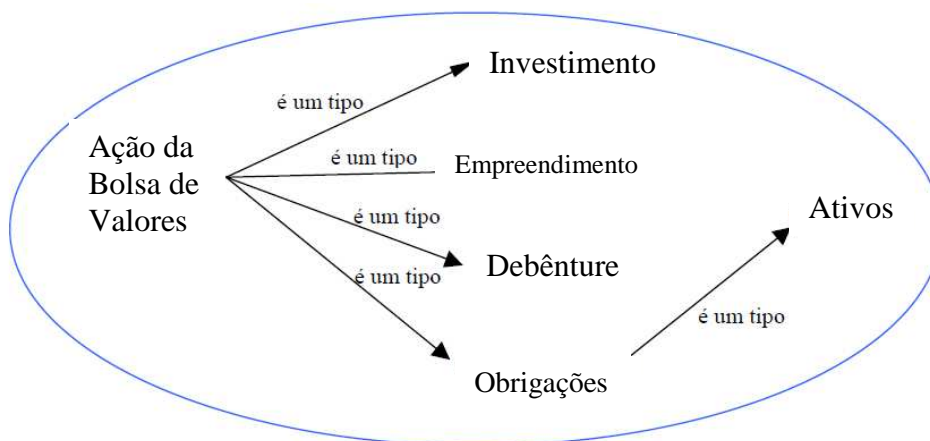 Investimento
é um tipo
Ação da
Bolsa de
Valores
é um tipo
Empreendimento
é um tipo
Ativos
Debênture
é um tipo
é um tipo
Obrigações